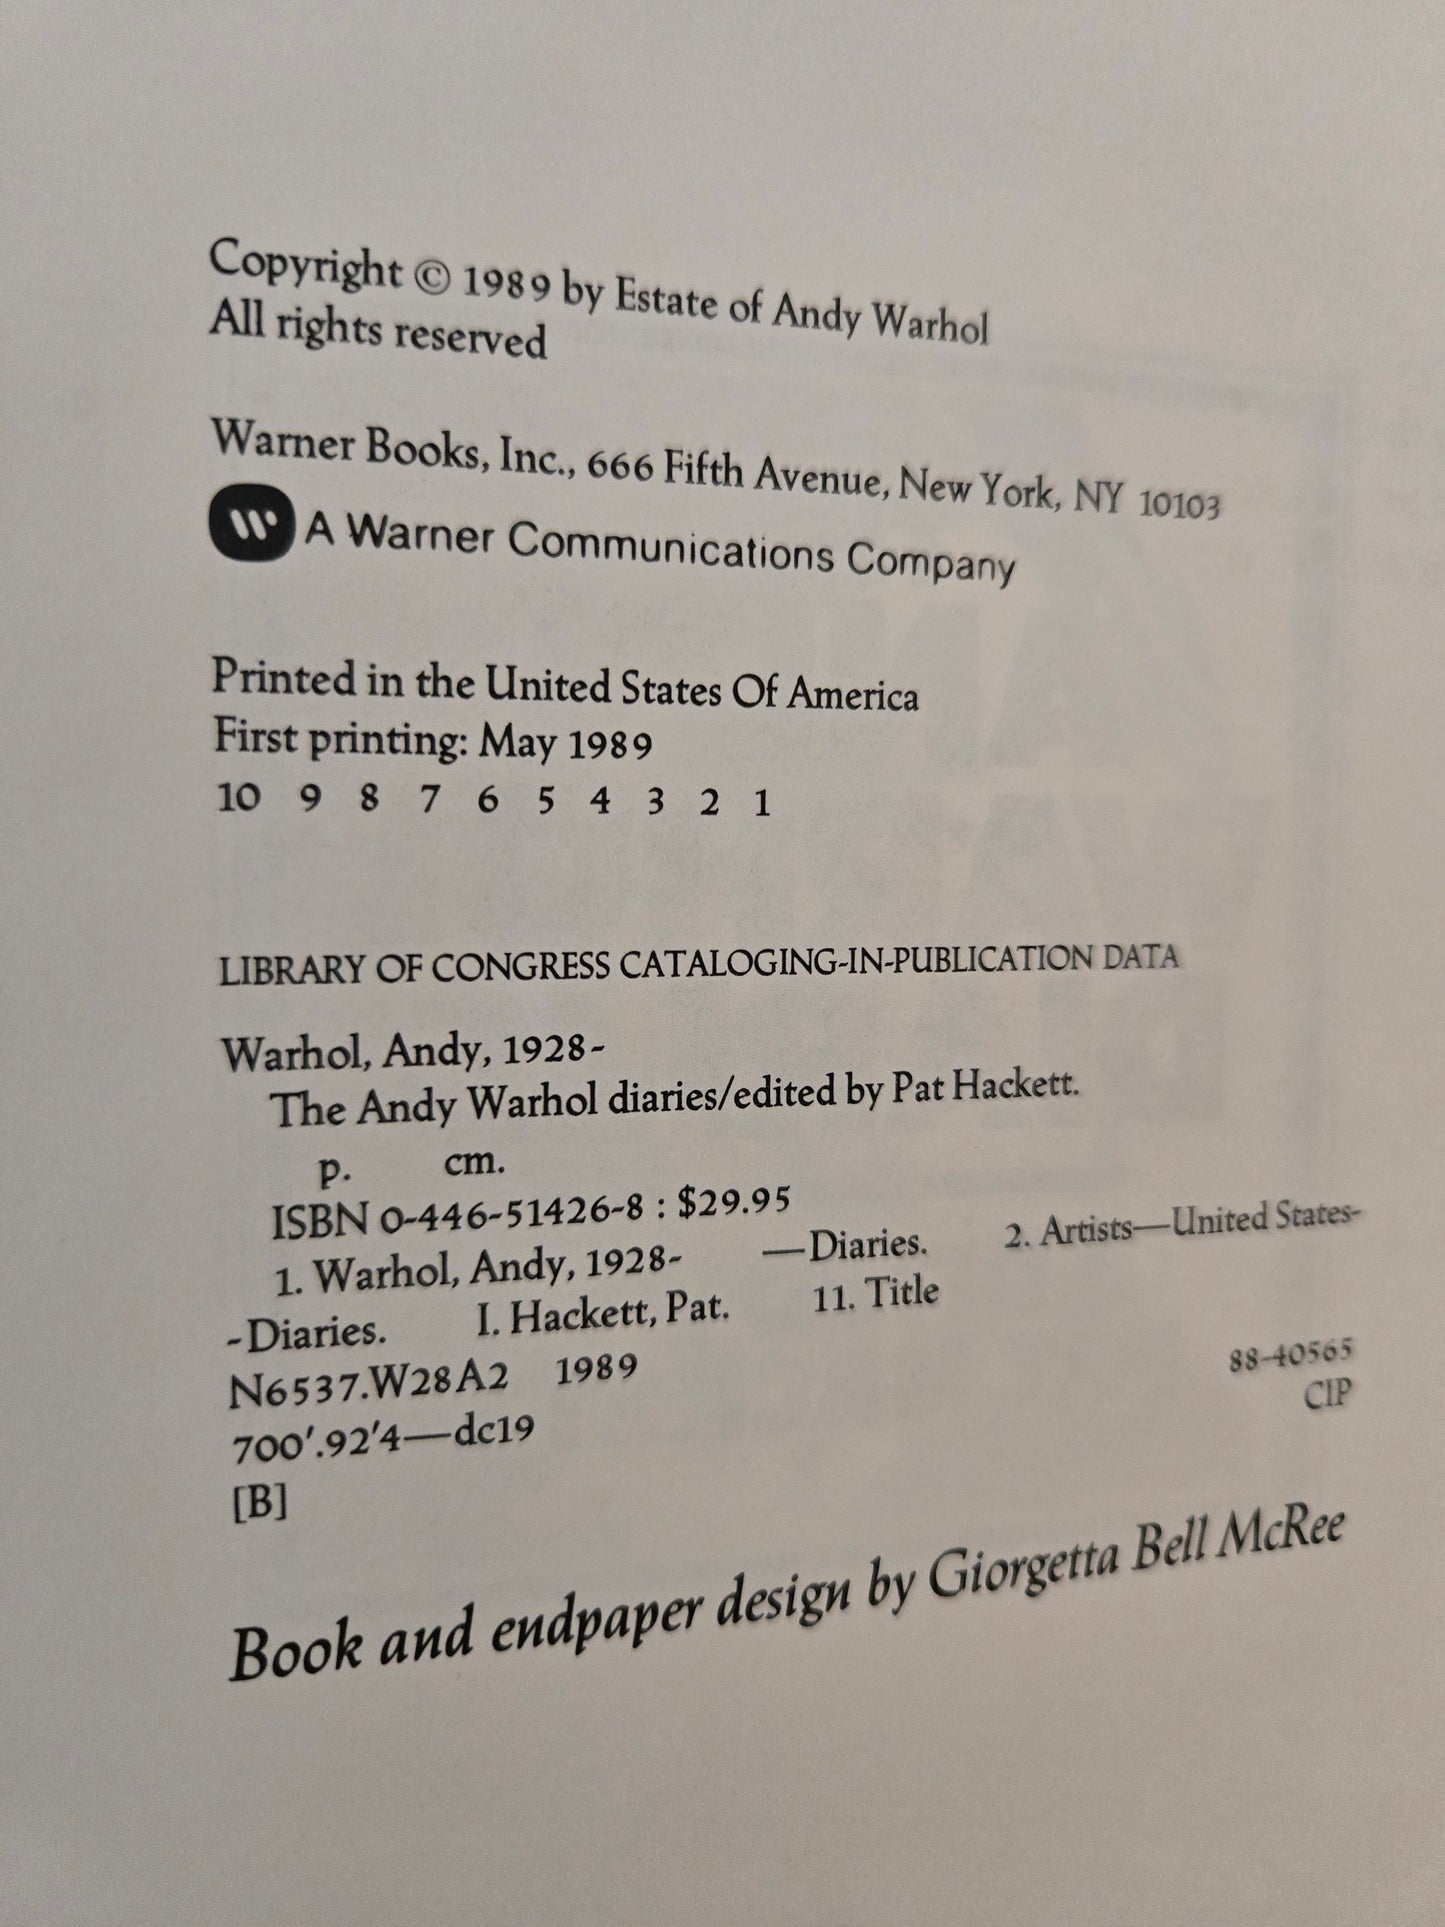 Copyright © 1989 by Estate of Andy Warhol
All rights reserved
Warner Books, Inc., 666 Fifth Avenue, New York, NY 10103
A Warner Communications Company
Printed in the United States Of America
First printing: May 1989
10 9 8 7 6 5 4 3 2 1
LIBRARY OF CONGRESS CATALOGING-IN-PUBLICATION DATA
Warhol, Andy, 1928-
The Andy Warhol diaries/edited by Pat Hackett.
p. cm.
ISBN 0-446-51426-8 : $29.95
1. Warhol, Andy, 1928- —Diaries. 2. Artists—United States-
-Diaries. I. Hackett, Pat. 11. Title
N6537.W28A2 1989
88-40565
700'.92'4—dc19
CIP
[B]
Book and endpaper design by Giorgetta Bell McRee